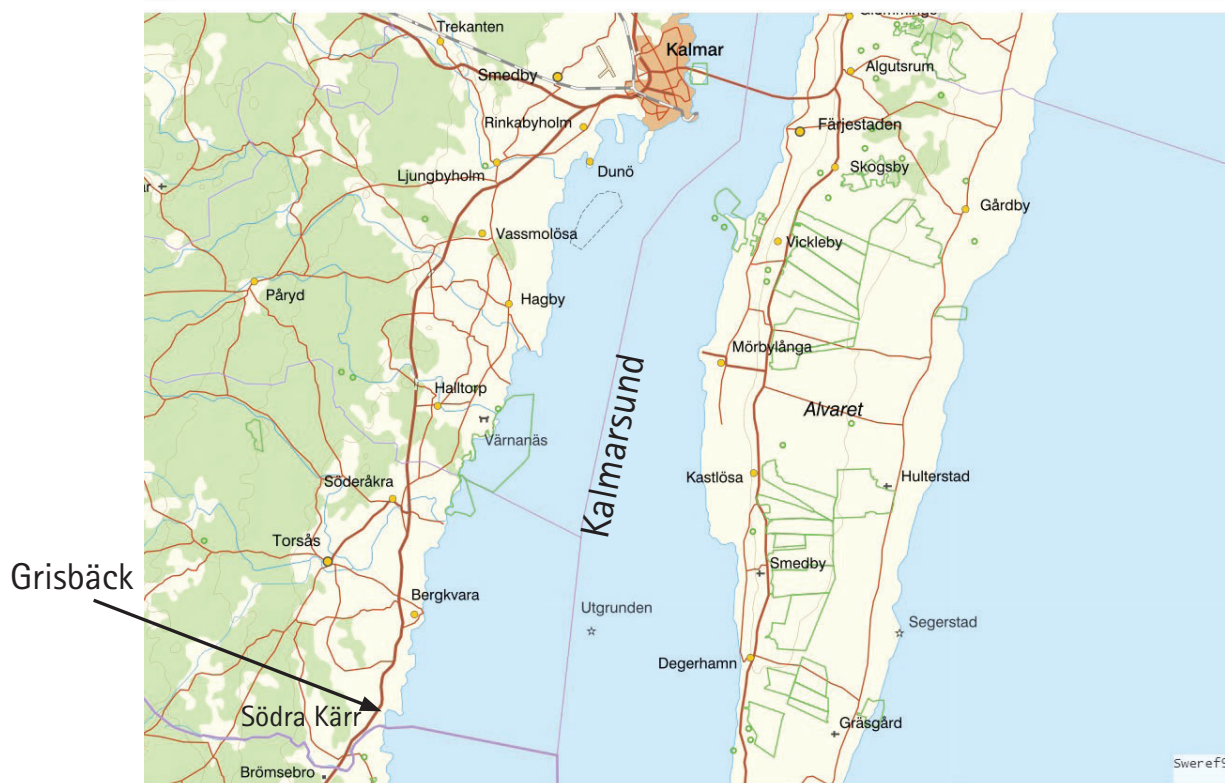 Glömminge
Trekanten
Kalmar
Smedby
Algutsrum
Rinkabyholm
Färjestaden
Ljungbyholm
Dunö
Skogsby
Gårdby
Vassmolösa
Vickleby
Påryd
Hagby
Mörbylånga
Kalmarsund
Halltorp
Alvaret
Värnanäs
Kastlösa
Hulterstad
Söderåkra
Torsås
Smedby
Grisbäck
Bergkvara
Utgrunden
Segerstad
Degerhamn
Södra Kärr
Gräsgård
Brömsebro